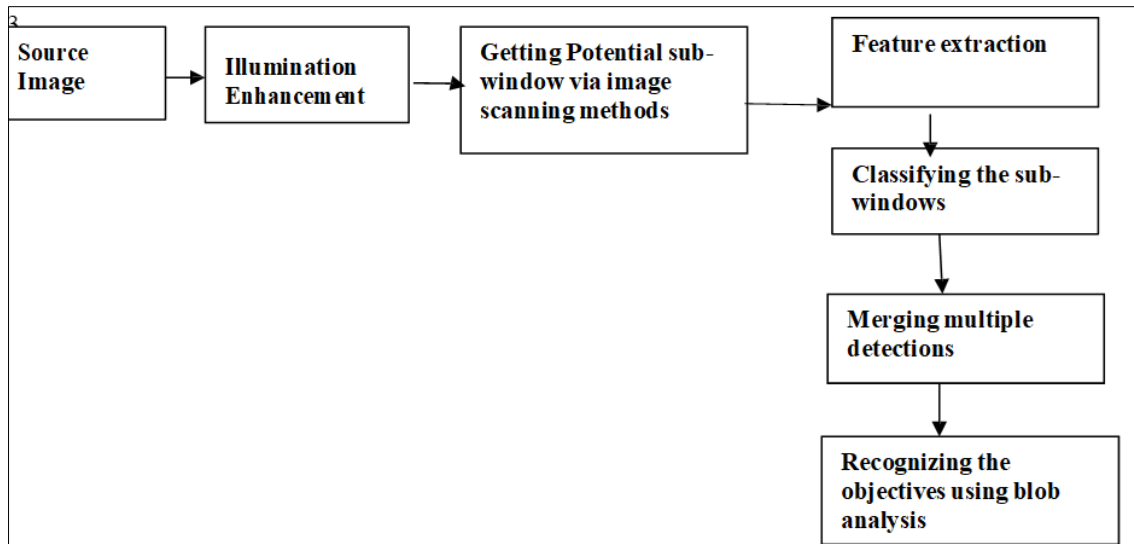 3
Source
Image
Illumination
Enhancement
Getting Potential sub-
window via image
scanning methods
Feature extraction
Classifying the sub-
windows
Merging multiple
detections
Recognizing the
objectives using blob
analysis